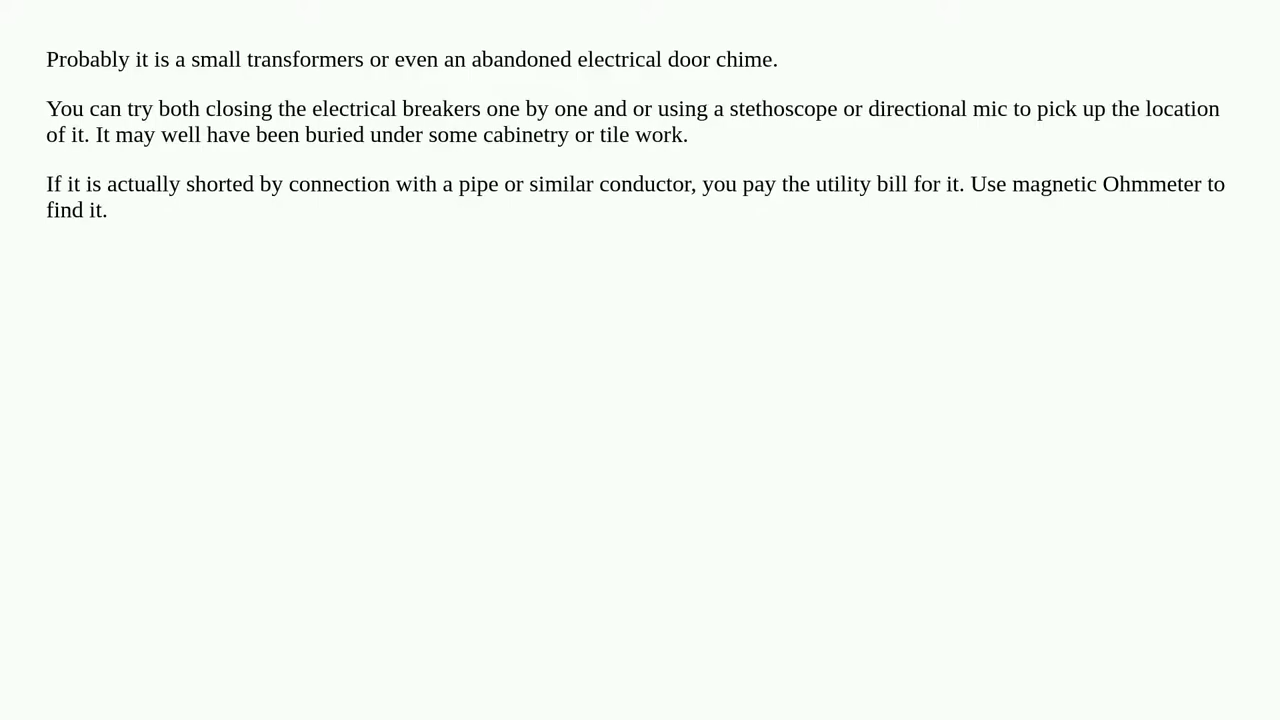 Probably it is a small transformers or even an abandoned electrical door chime.
You can try both closing the electrical breakers one by one and or using a stethoscope or directional mic to pick up the location
of it. It may well have been buried under some cabinetry or tile work.
If it is actually shorted by connection with a pipe or similar conductor, you pay the utility bill for it. Use magnetic Ohmmeter to
find it.